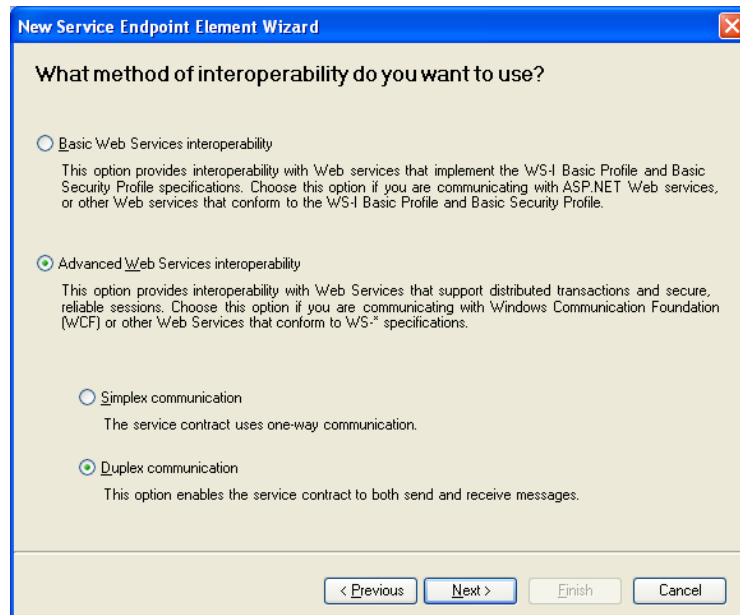 New Service Endpoint Element Wizard
What method of interoperability do you want to use?
Basic Web Services interoperability
This option provides interoperability with Web services that implement the WS-I Basic Profile and Basic
Security Profile specifications. Choose this option if you are communicating with ASP.NET Web services,
or other Web services that conform to the WS-I Basic Profile and Basic Security Profile.
Advanced Web Services interoperability
This option provides interoperability with Web Services that support distributed transactions and secure,
reliable sessions. Choose this option if you are communicating with Windows Communication Foundation
(WCF) or other Web Services that conform to WS-* specifications.
Simplex communication
The service contract uses one-way communication.
Duplex communication
This option enables the service contract to both send and receive messages.
< Previous Next > Finish Cancel